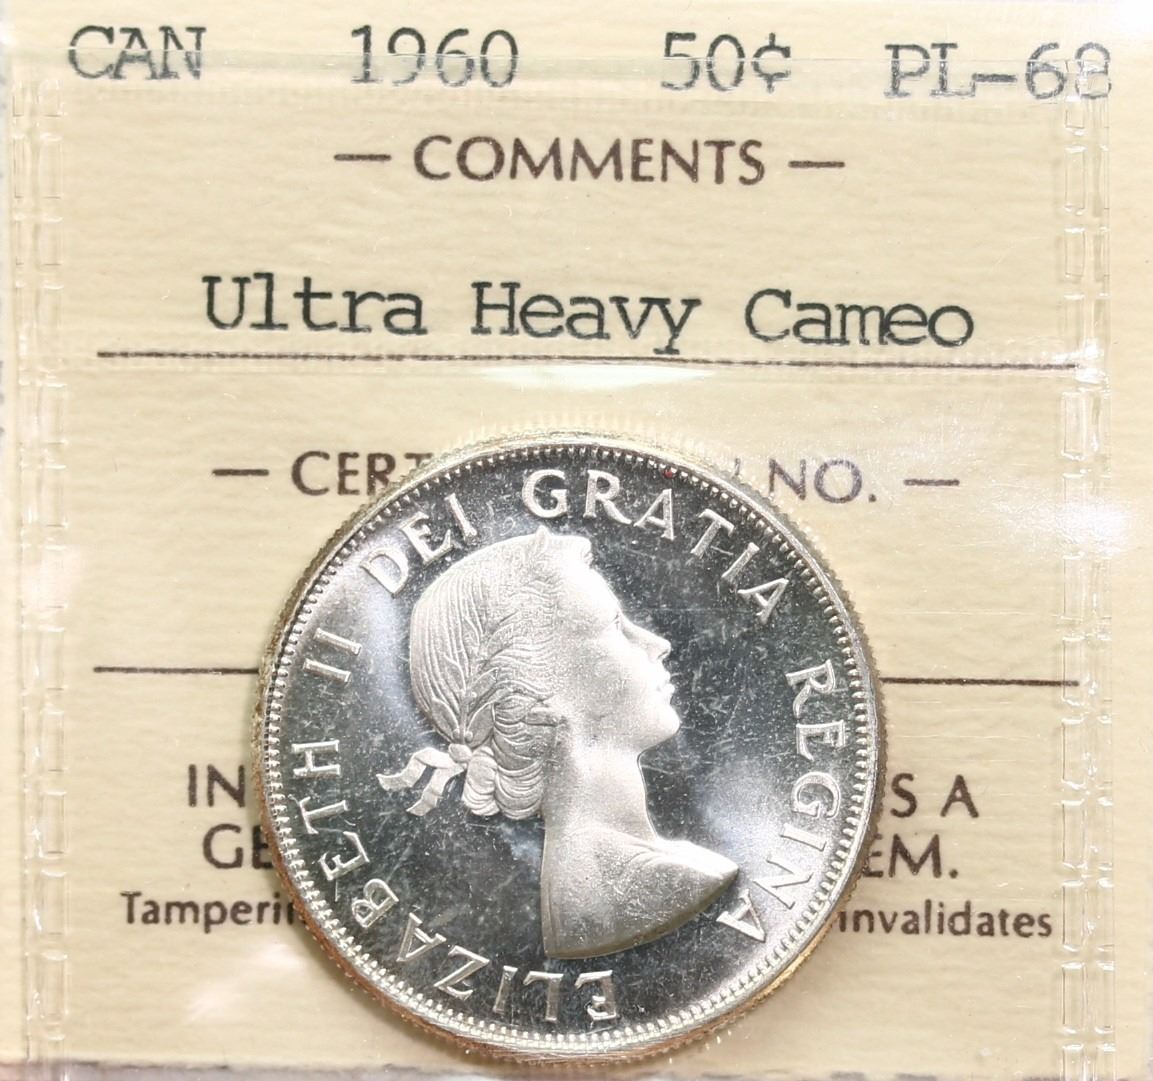 CAN 1960 50¢ PL-68
— COMMENTS —
Ultra Heavy Cameo
— CERT NO. —
IN S A
GE EM.
Tamperin invalidates
ELIZABETH II DEI GRATIA REGINA